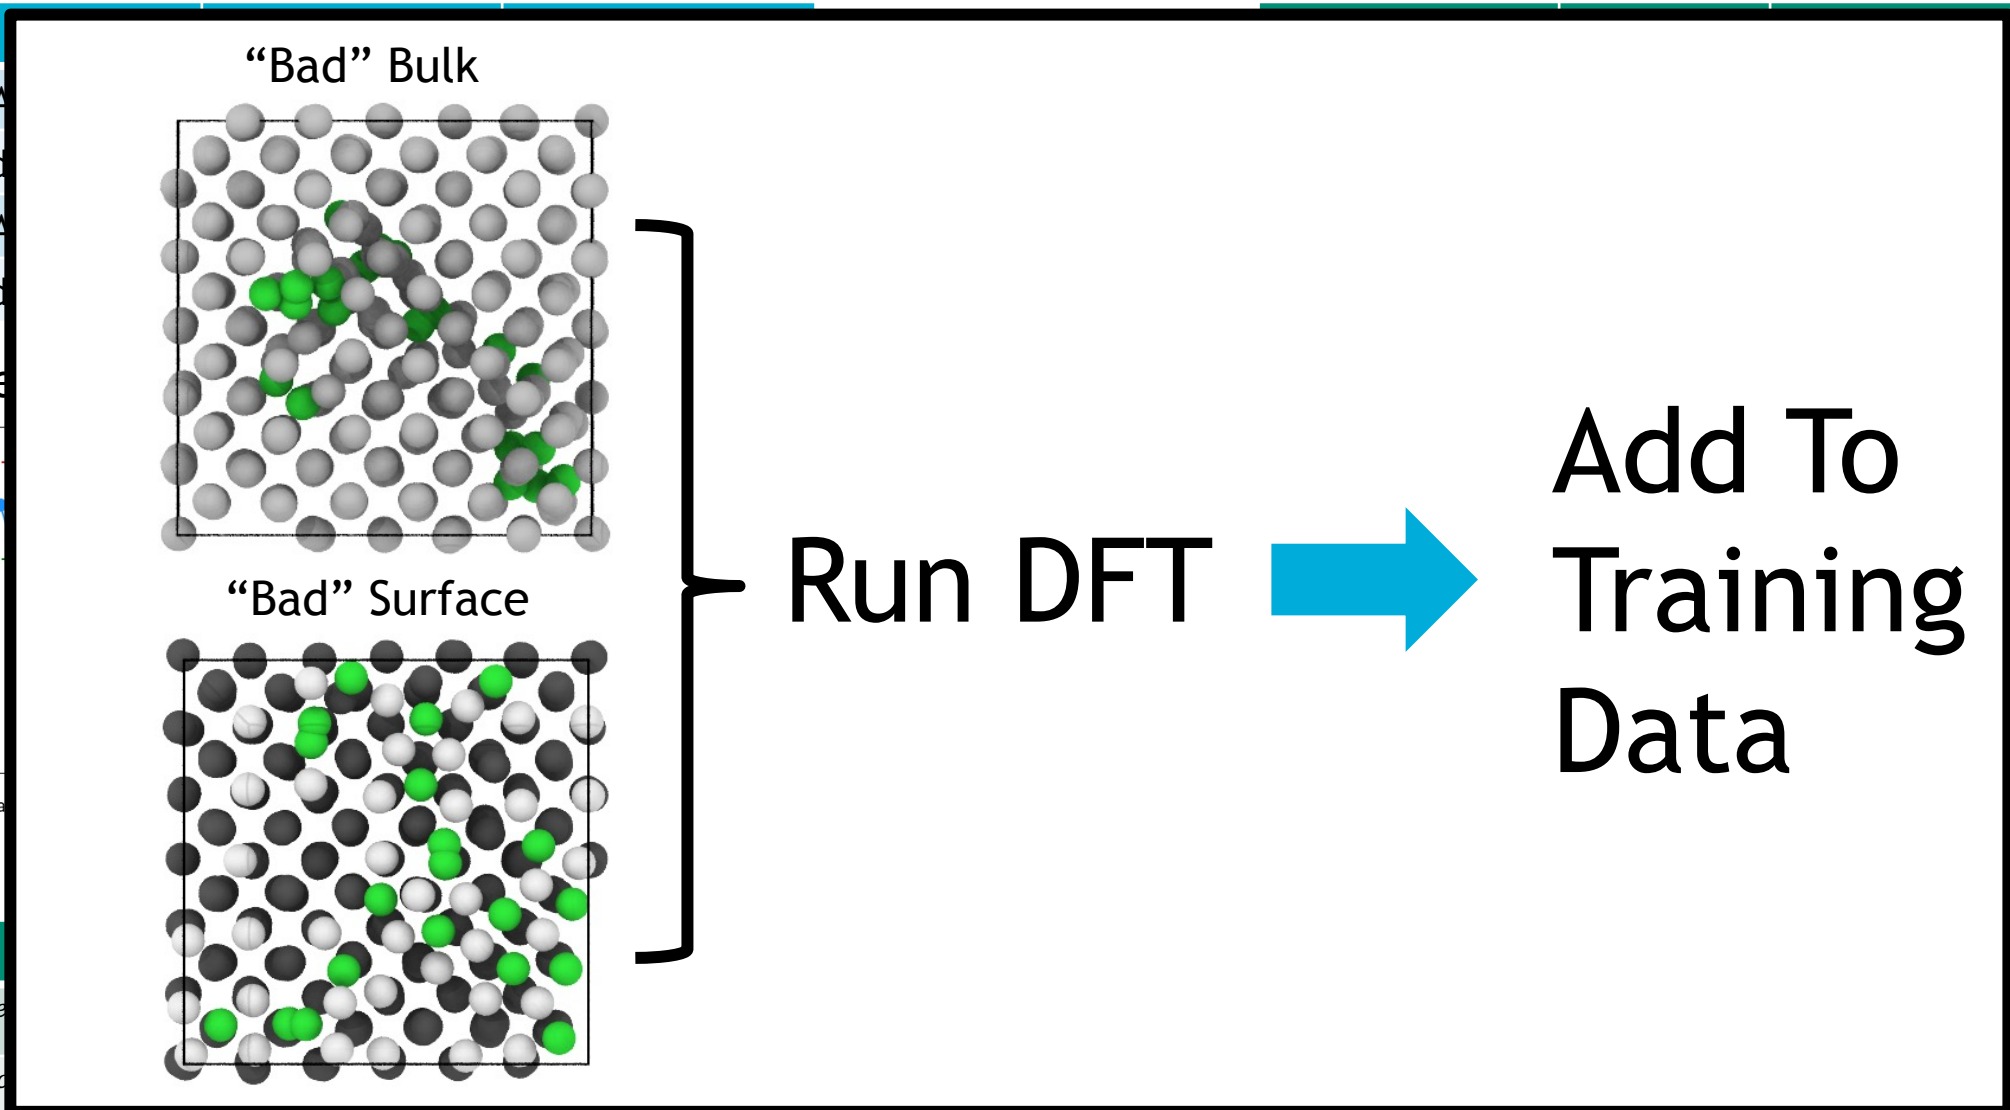 “Bad” Bulk
“Bad” Surface
Run DFT
Add To
Training
Data